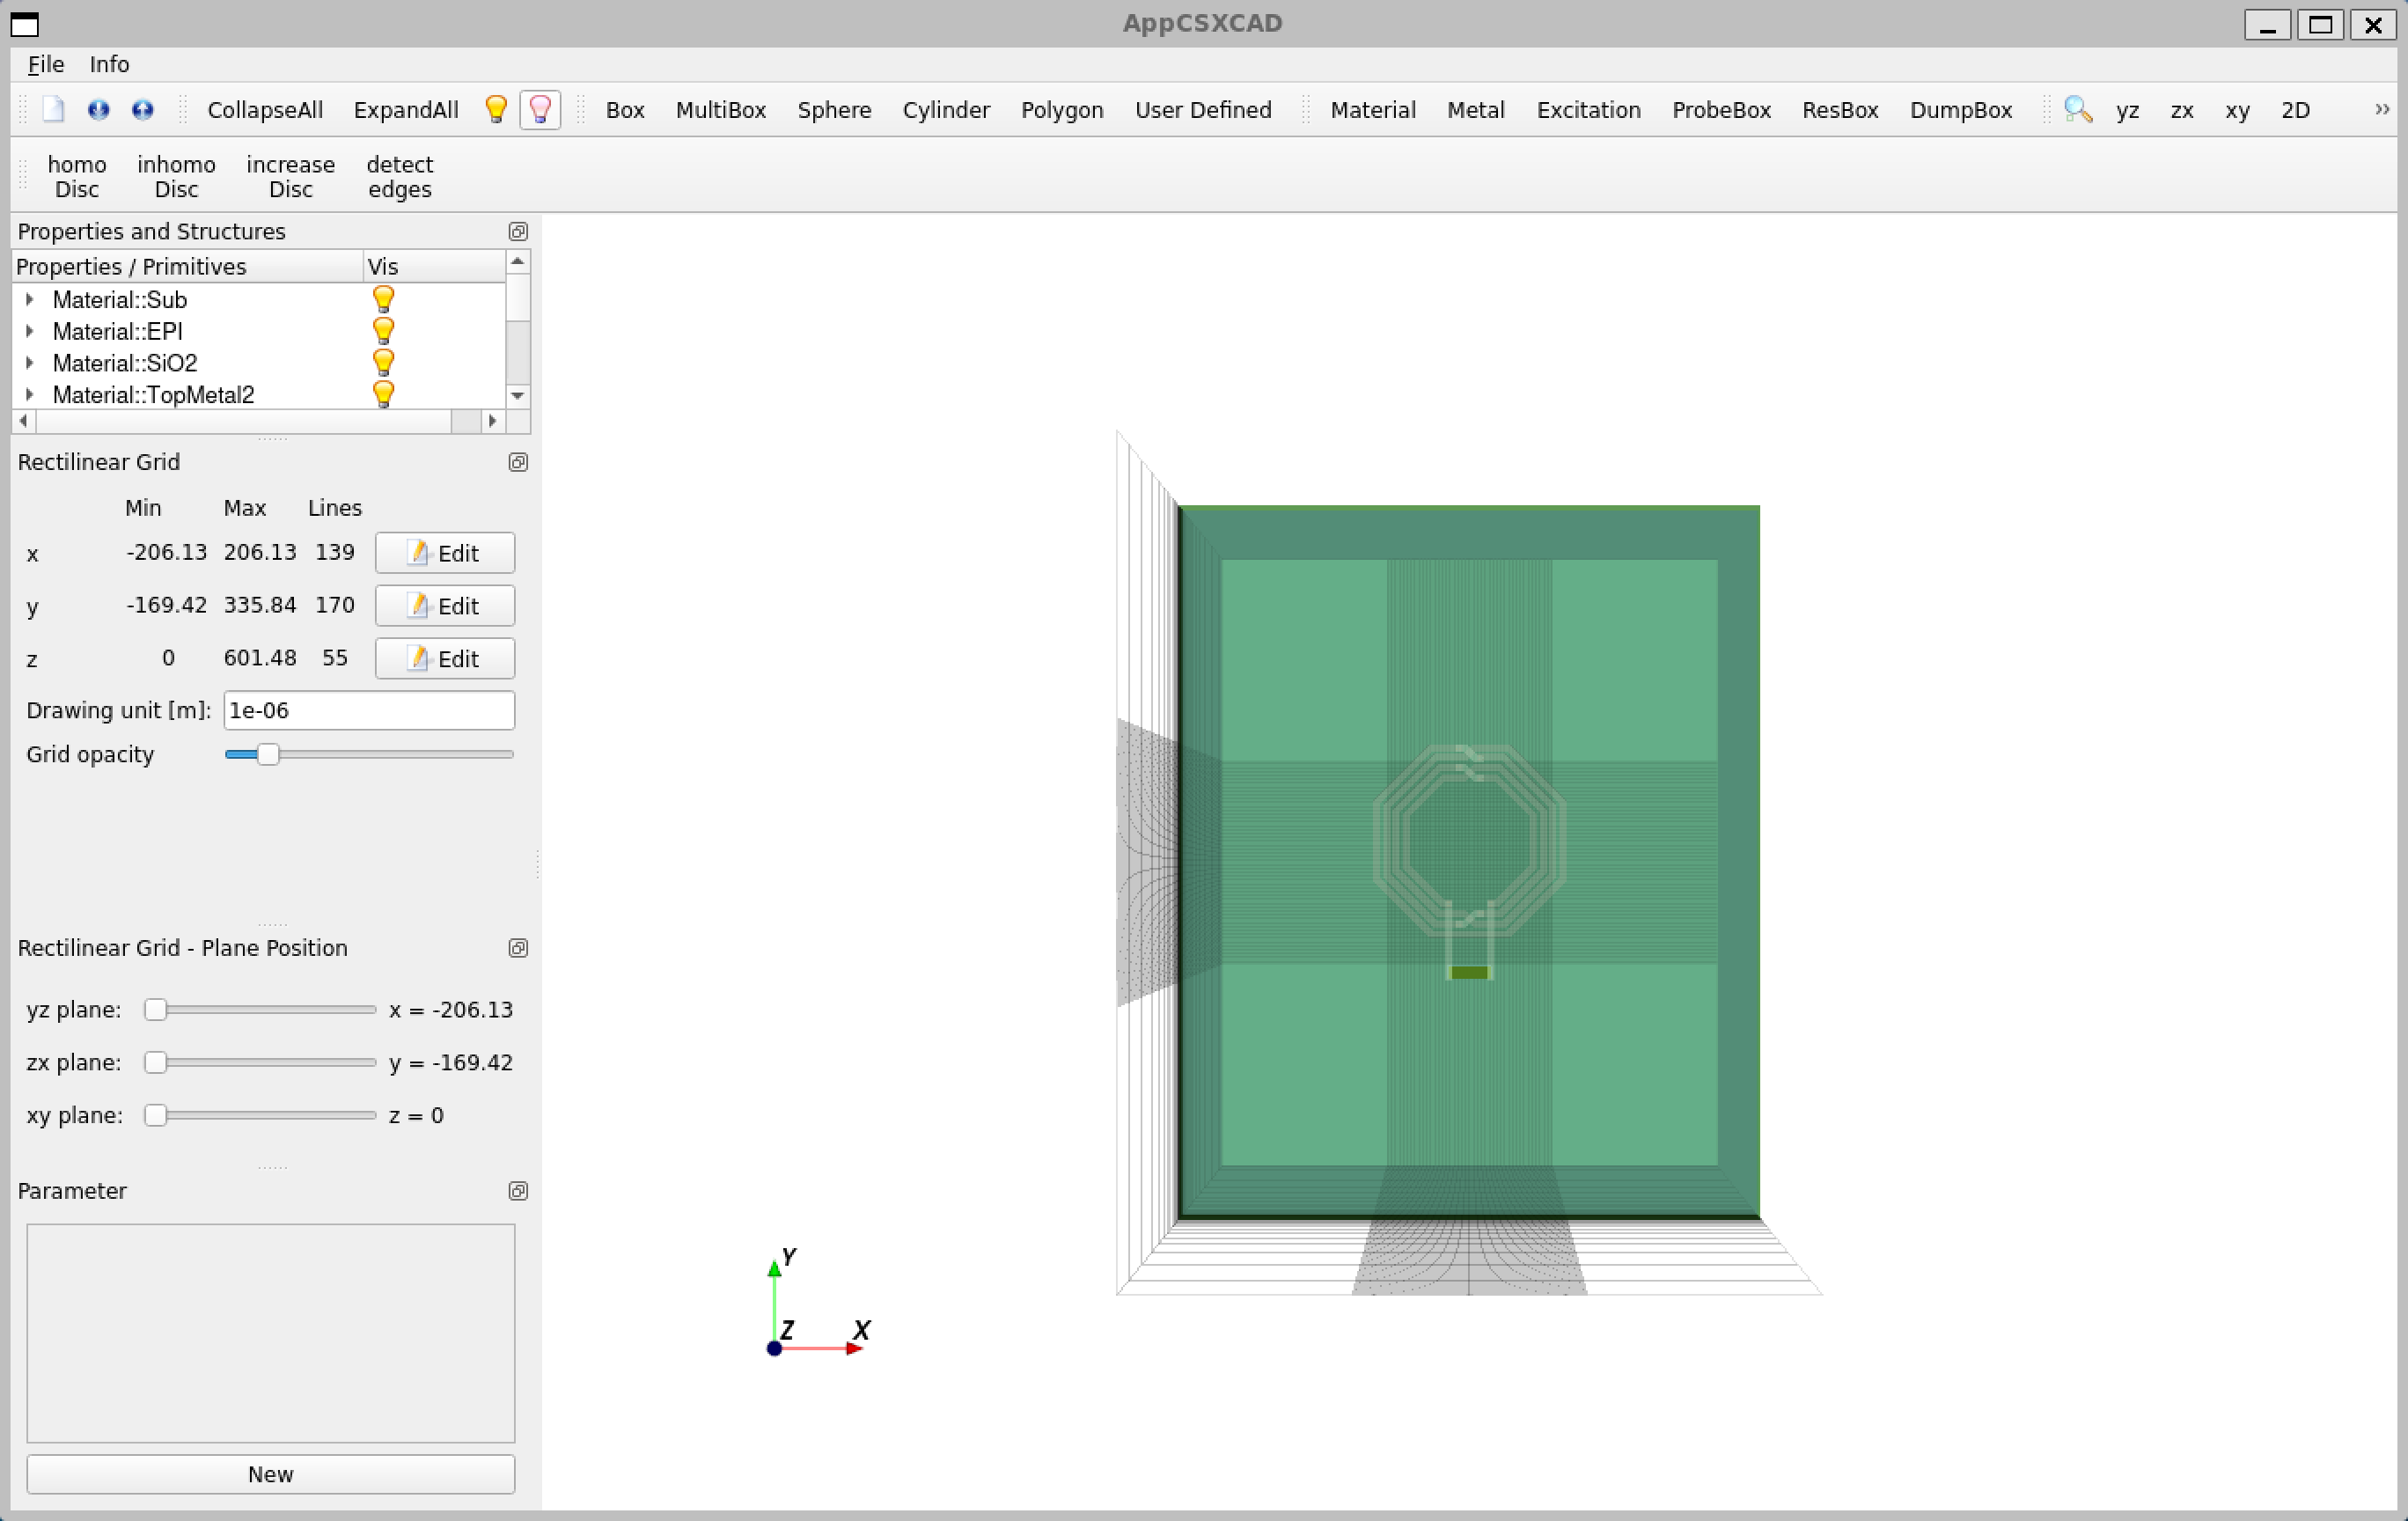 AppCSXCAD
File Info
CollapseAll ExpandAll Box MultiBox Sphere Cylinder Polygon User Defined Material Metal Excitation ProbeBox ResBox DumpBox yz zx xy 2D »
homo Disc inhomo Disc increase Disc detect edges
Properties and Structures
Properties / Primitives Vis
Material::Sub
Material::EPI
Material::SiO2
Material::TopMetal2
Rectilinear Grid
Min Max Lines
x -206.13 206.13 139 Edit
y -169.42 335.84 170 Edit
z 0 601.48 55 Edit
Drawing unit [m]: 1e-06
Grid opacity
Rectilinear Grid - Plane Position
yz plane: x = -206.13
zx plane: y = -169.42
xy plane: z = 0
Parameter
New
Y
Z X